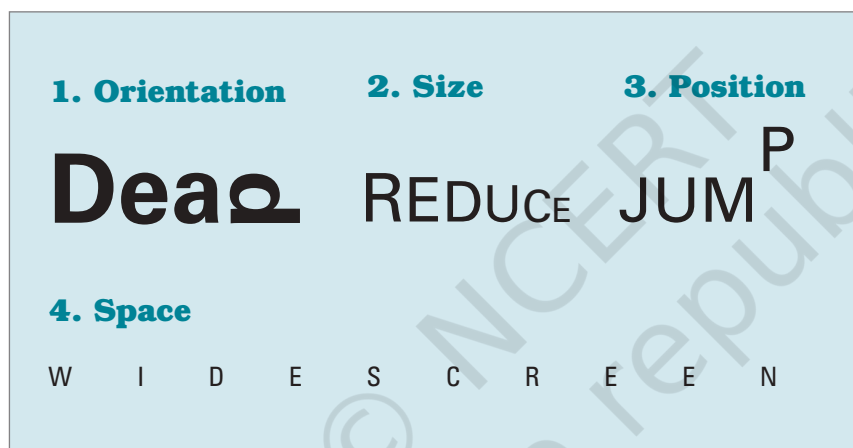 1. Orientation 2. Size 3. Position
Dead REDUCE JUMP
4. Space
W I D E S C R E E N
© NCERT